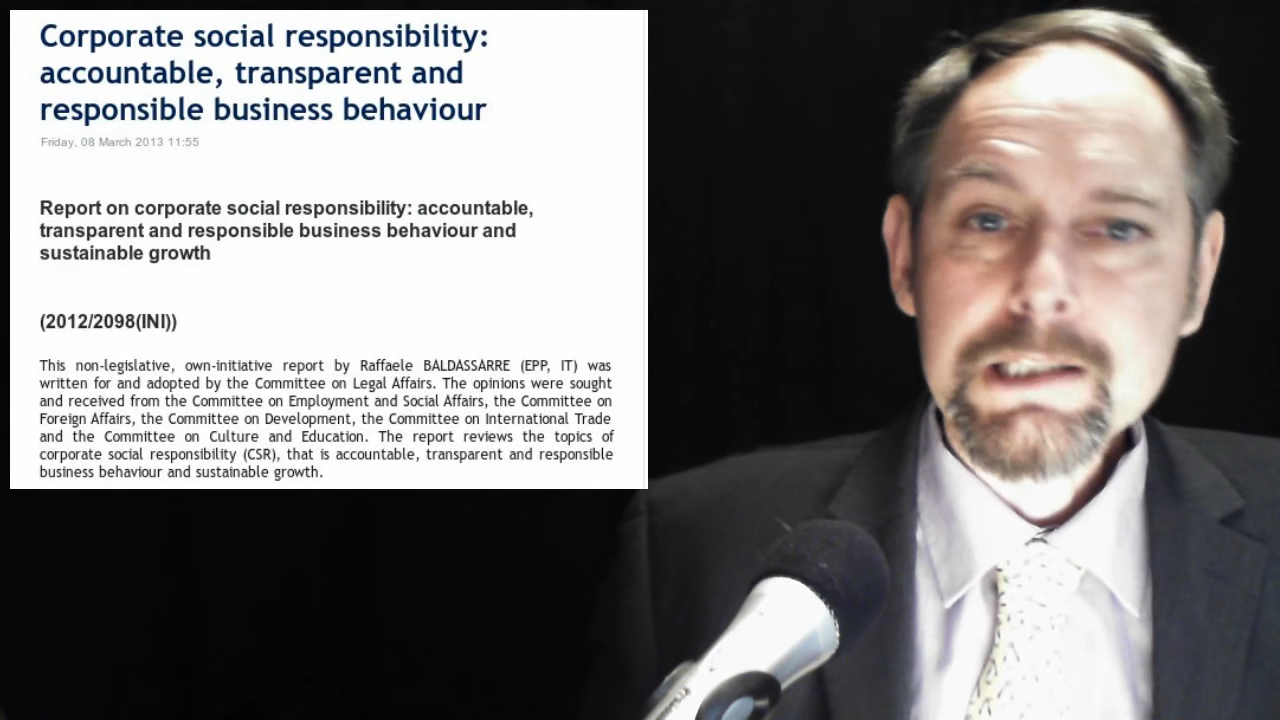 Corporate social responsibility:
accountable, transparent and
responsible business behaviour
Friday, 08 March 2013 11:55
Report on corporate social responsibility: accountable,
transparent and responsible business behaviour and
sustainable growth
(2012/2098(INI))
This non-legislative, own-initiative report by Raffaele BALDASSARRE (EPP, IT) was
written for and adopted by the Committee on Legal Affairs. The opinions were sought
and received from the Committee on Employment and Social Affairs, the Committee on
Foreign Affairs, the Committee on Development, the Committee on International Trade
and the Committee on Culture and Education. The report reviews the topics of
corporate social responsibility (CSR), that is accountable, transparent and responsible
business behaviour and sustainable growth.